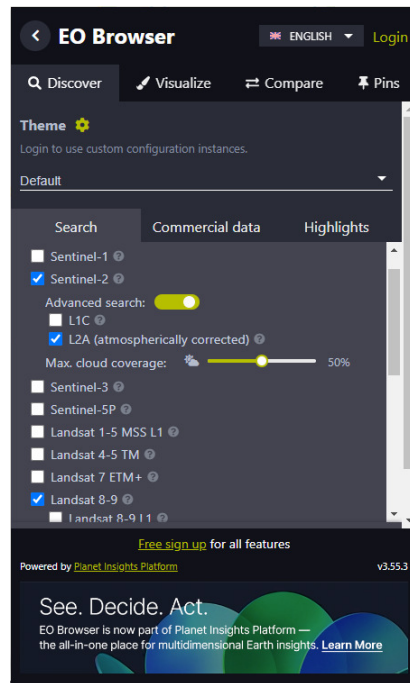 EO Browser ENGLISH Login
Discover Visualize Compare Pins
Theme
Login to use custom configuration instances.
Default
Search Commercial data Highlights
Sentinel-1
Sentinel-2
Advanced search:
L1C
L2A (atmospherically corrected)
Max. cloud coverage: 50%
Sentinel-3
Sentinel-5P
Landsat 1-5 MSS L1
Landsat 4-5 TM
Landsat 7 ETM+
Landsat 8-9
Landsat 8-9 L1
Free sign up for all features
Powered by Planet Insights Platform v3.55.3
See. Decide. Act.
EO Browser is now part of Planet Insights Platform —
the all-in-one place for multidimensional Earth insights. Learn More